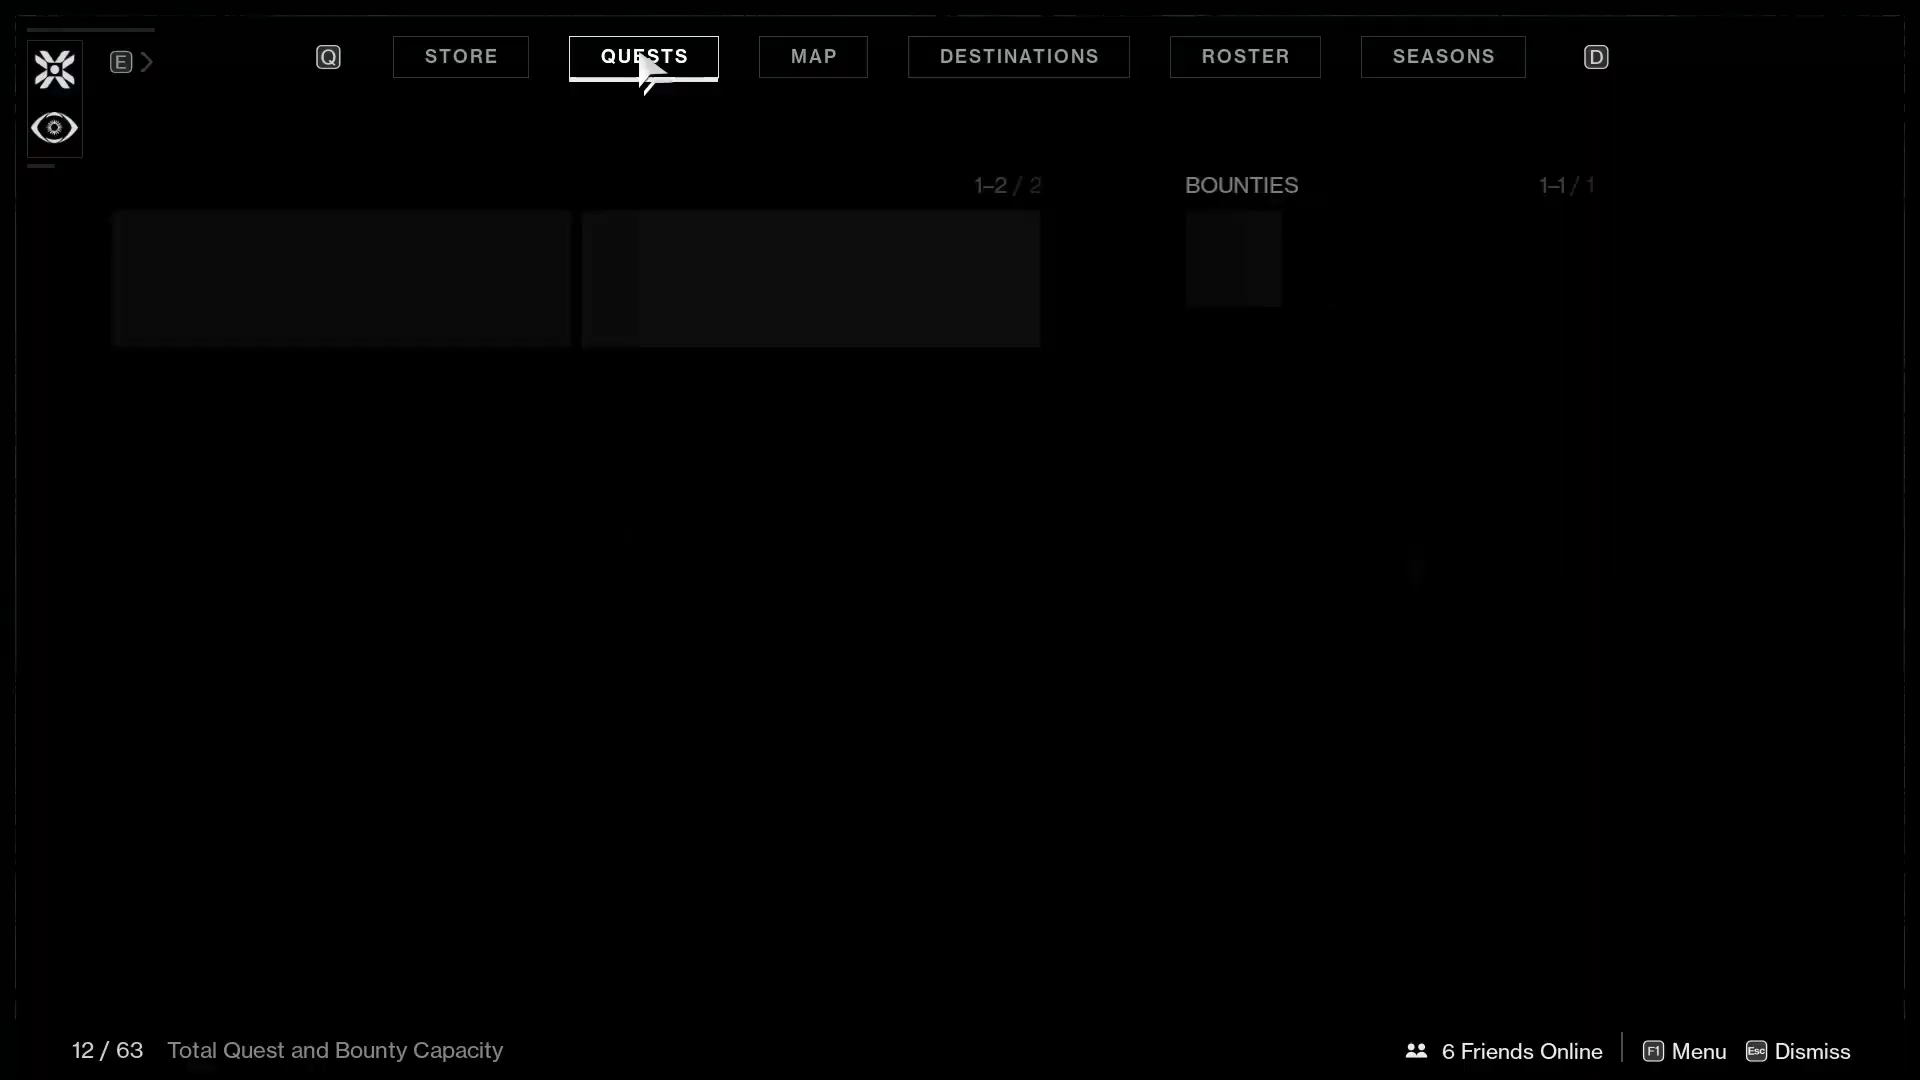 E
Q
STORE
QUESTS
MAP
DESTINATIONS
ROSTER
SEASONS
D
1–2 / 2
BOUNTIES
1–1 / 1
12 / 63 Total Quest and Bounty Capacity
6 Friends Online
F1 Menu
Esc Dismiss